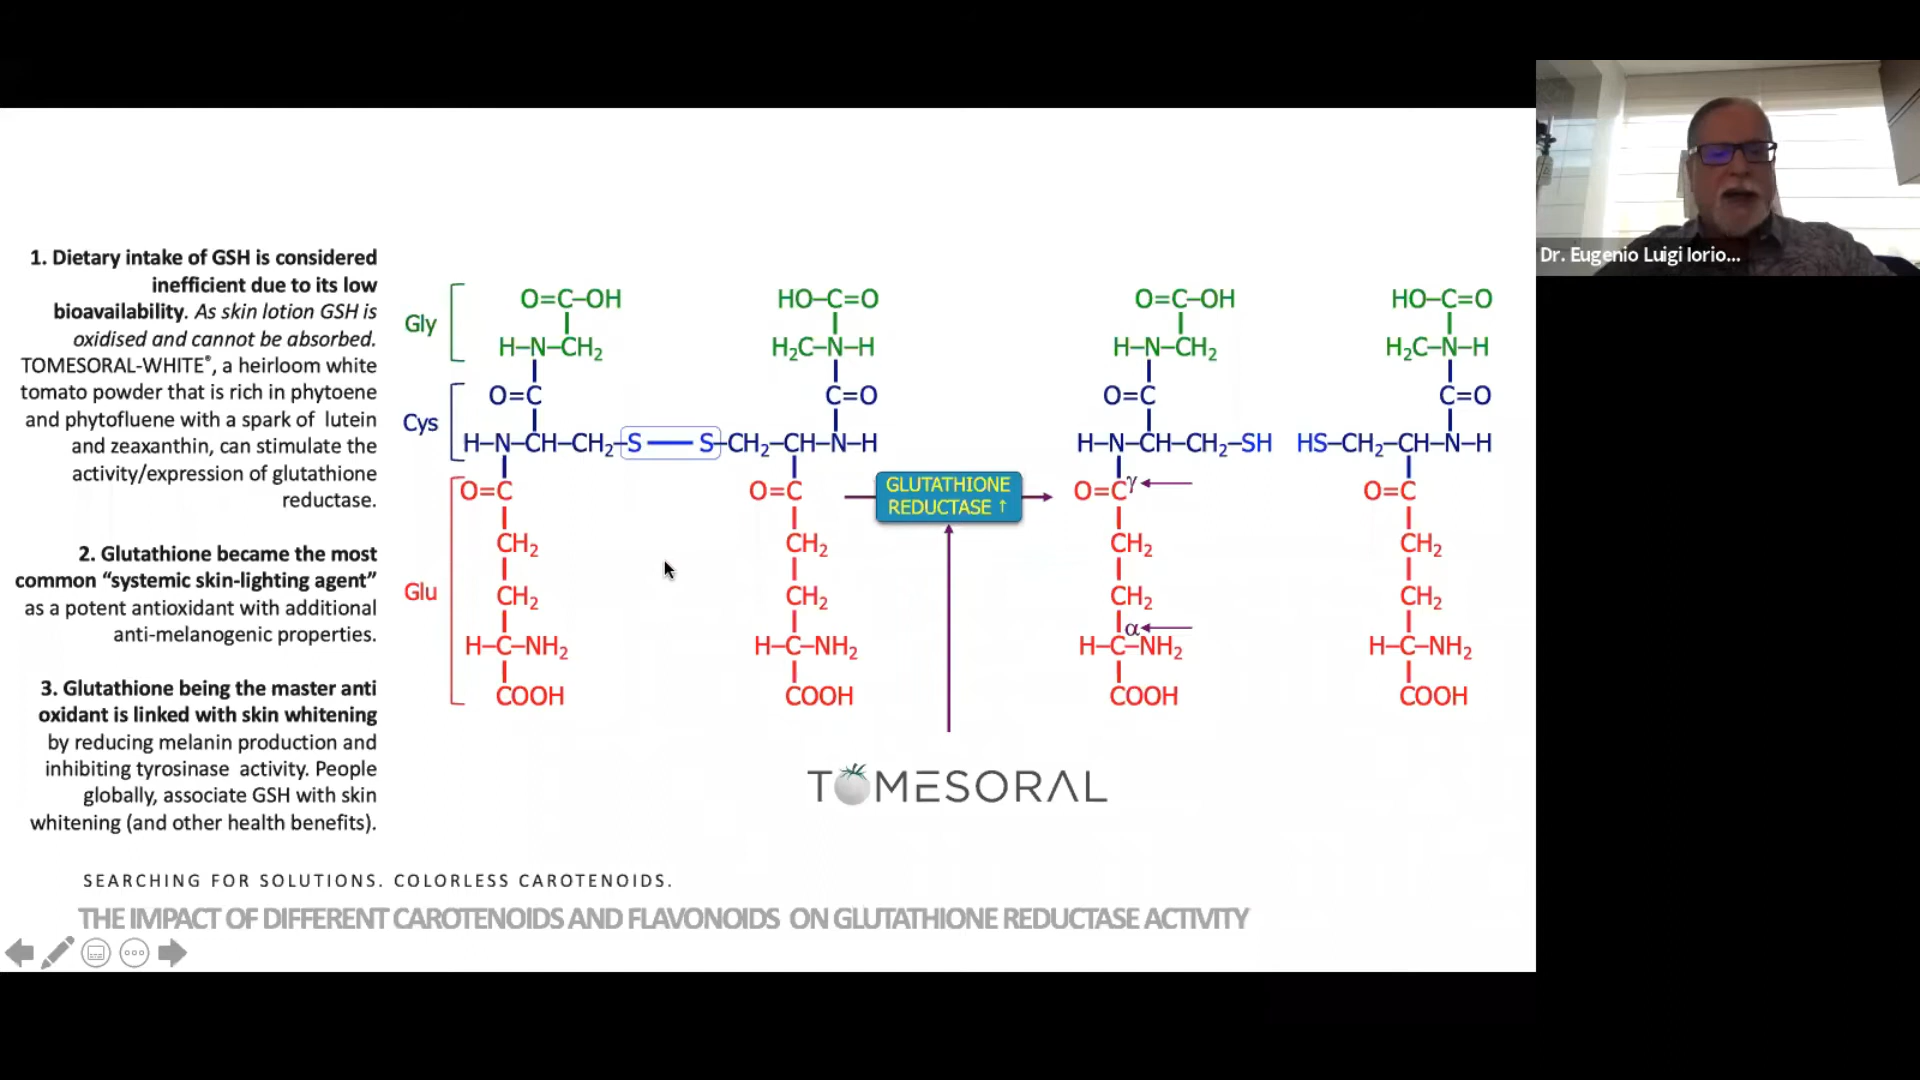 Dr. Eugenio Luigi Iorio...
1. Dietary intake of GSH is considered
inefficient due to its low
bioavailability. As skin lotion GSH is
oxidised and cannot be absorbed.
TOMESORAL-WHITE®, a heirloom white
tomato powder that is rich in phytoene
and phytofluene with a spark of lutein
and zeaxanthin, can stimulate the
activity/expression of glutathione
reductase.
2. Glutathione became the most
common “systemic skin-lighting agent”
as a potent antioxidant with additional
anti-melanogenic properties.
3. Glutathione being the master anti
oxidant is linked with skin whitening
by reducing melanin production and
inhibiting tyrosinase activity. People
globally, associate GSH with skin
whitening (and other health benefits).
Gly
Cys
Glu
O=C–OH HO–C=O O=C–OH HO–C=O
H–N–CH₂ H₂C–N–H H–N–CH₂ H₂C–N–H
O=C C=O O=C C=O
H–N–CH–CH₂–S—S–CH₂–CH–N–H H–N–CH–CH₂–SH HS–CH₂–CH–N–H
O=C O=C O=C γ O=C
CH₂ CH₂ CH₂ CH₂
CH₂ CH₂ CH₂ CH₂
α
H–C–NH₂ H–C–NH₂ H–C–NH₂ H–C–NH₂
COOH COOH COOH COOH
GLUTATHIONE
REDUCTASE ↑
TOMESORAL
SEARCHING FOR SOLUTIONS. COLORLESS CAROTENOIDS.
THE IMPACT OF DIFFERENT CAROTENOIDS AND FLAVONOIDS ON GLUTATHIONE REDUCTASE ACTIVITY